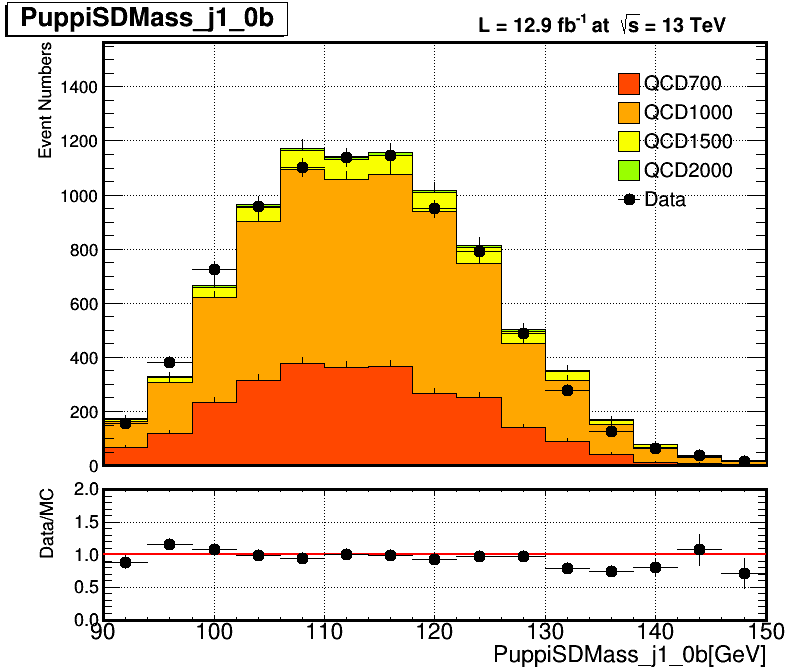 PuppiSDMass_j1_0b
L = 12.9 fb⁻¹ at √s = 13 TeV
Event Numbers
1400
1200
1000
800
600
400
200
0
QCD700
QCD1000
QCD1500
QCD2000
Data
Data/MC
2.0
1.5
1.0
0.5
0.0
90 100 110 120 130 140 150
PuppiSDMass_j1_0b[GeV]